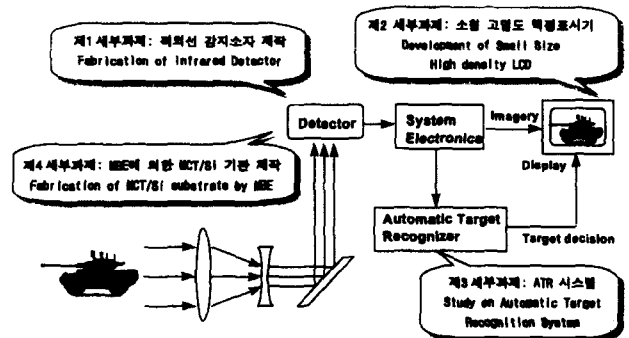 제1 세부과제: 적외선 감지소자 제작
Fabrication of Infrared Detector
제2 세부과제: 소형 고밀도 액정표시기
Development of Small Size
High density LCD
Detector
System
Electronics
Imagery
Display
제4 세부과제: MBE에 의한 MCT/Si 기판 제작
Fabrication of MCT/Si substrate by MBE
Automatic Target
Recognizer
Target decision
제3 세부과제: ATR 시스템
Study on Automatic Target
Recognition System